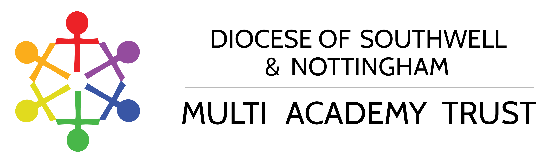 DIOCESE OF SOUTHWELL
& NOTTINGHAM
MULTI ACADEMY TRUST